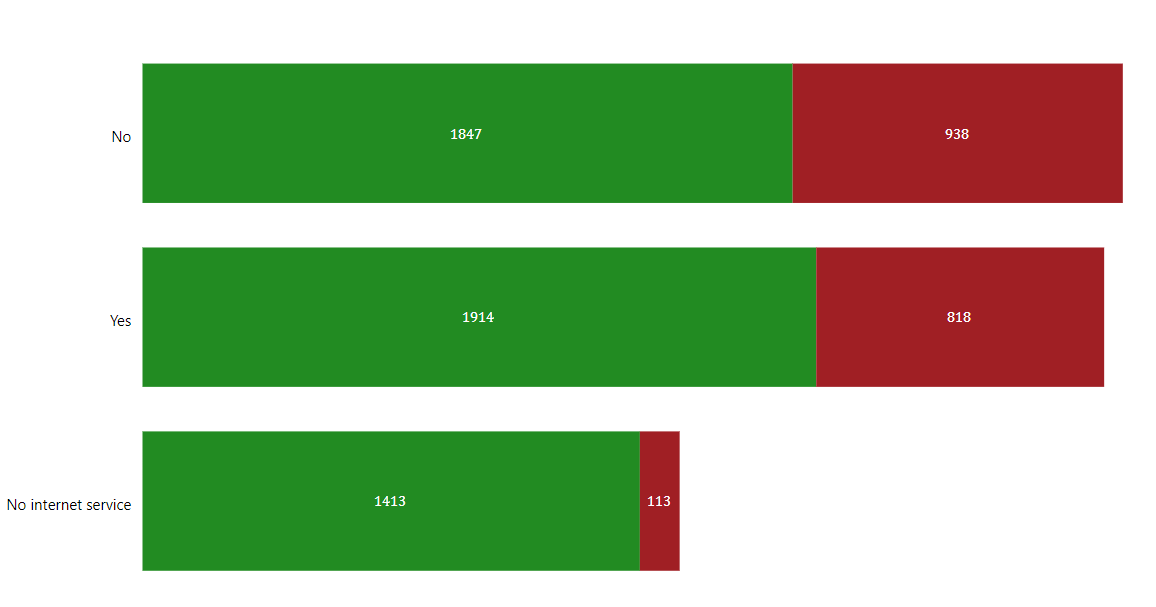 No
1847
938
Yes
1914
818
No internet service
1413
113